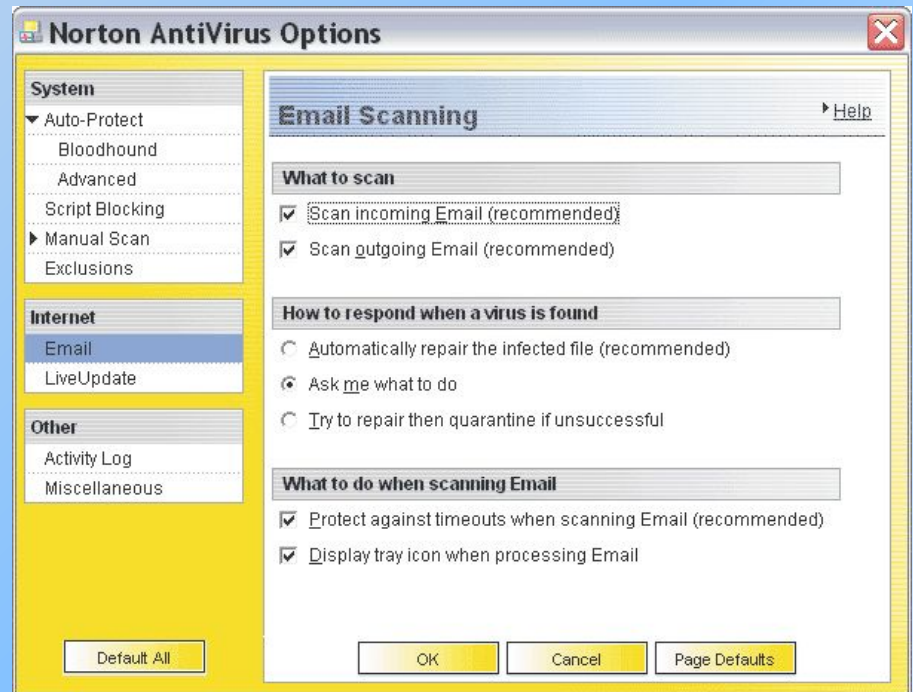 Norton AntiVirus Options
System
Auto-Protect
Bloodhound
Advanced
Script Blocking
Manual Scan
Exclusions
Internet
Email
LiveUpdate
Other
Activity Log
Miscellaneous
Default All
Email Scanning
Help
What to scan
Scan incoming Email (recommended)
Scan outgoing Email (recommended)
How to respond when a virus is found
Automatically repair the infected file (recommended)
Ask me what to do
Try to repair then quarantine if unsuccessful
What to do when scanning Email
Protect against timeouts when scanning Email (recommended)
Display tray icon when processing Email
OK
Cancel
Page Defaults